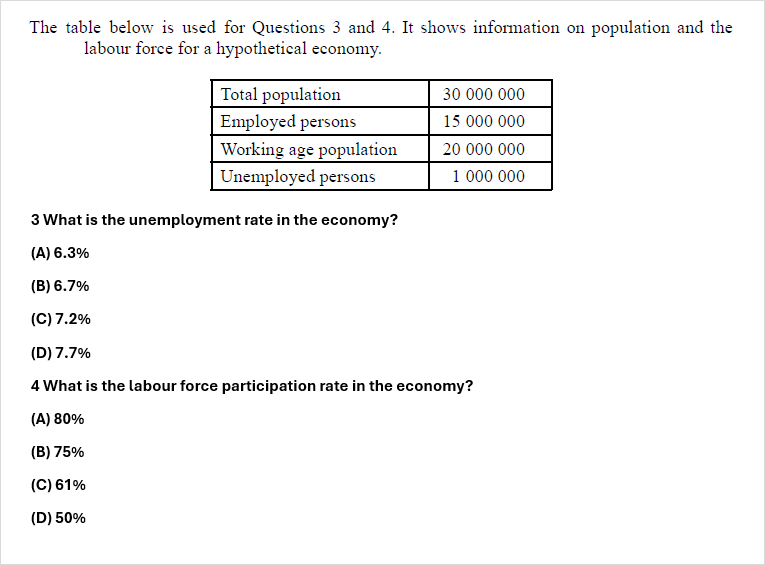 The table below is used for Questions 3 and 4. It shows information on population and the
labour force for a hypothetical economy.
Total population 30 000 000
Employed persons 15 000 000
Working age population 20 000 000
Unemployed persons 1 000 000
3 What is the unemployment rate in the economy?
(A) 6.3%
(B) 6.7%
(C) 7.2%
(D) 7.7%
4 What is the labour force participation rate in the economy?
(A) 80%
(B) 75%
(C) 61%
(D) 50%